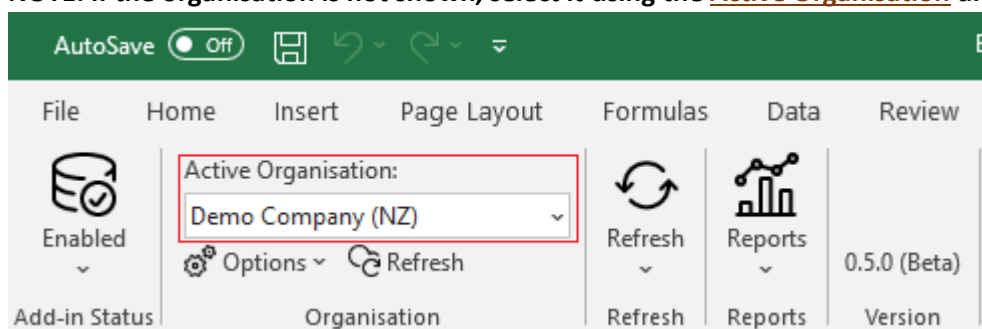 NOTE: If the organisation is not shown, select it using the Active Organisation
AutoSave Off
File Home Insert Page Layout Formulas Data Review
Active Organisation:
Demo Company (NZ)
Enabled
Options Refresh
Refresh
Reports
0.5.0 (Beta)
Add-in Status
Organisation
Refresh
Reports
Version